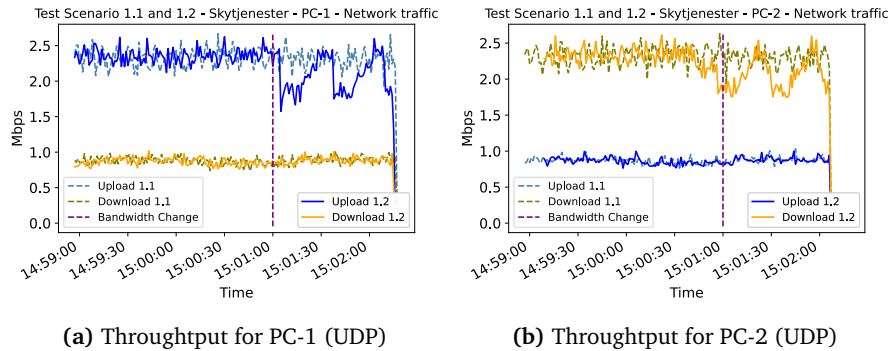 Test Scenario 1.1 and 1.2 - Skytjenester - PC-1 - Network traffic
Mbps
2.5
2.0
1.5
1.0
0.5
0.0
Upload 1.1
Download 1.1
Bandwidth Change
Upload 1.2
Download 1.2
14:59:00
14:59:30
15:00:00
15:00:30
15:01:00
15:01:30
15:02:00
Time
(a) Throughtput for PC-1 (UDP)
Test Scenario 1.1 and 1.2 - Skytjenester - PC-2 - Network traffic
Mbps
2.5
2.0
1.5
1.0
0.5
0.0
Upload 1.1
Download 1.1
Bandwidth Change
Upload 1.2
Download 1.2
14:59:00
14:59:30
15:00:00
15:00:30
15:01:00
15:01:30
15:02:00
Time
(b) Throughtput for PC-2 (UDP)